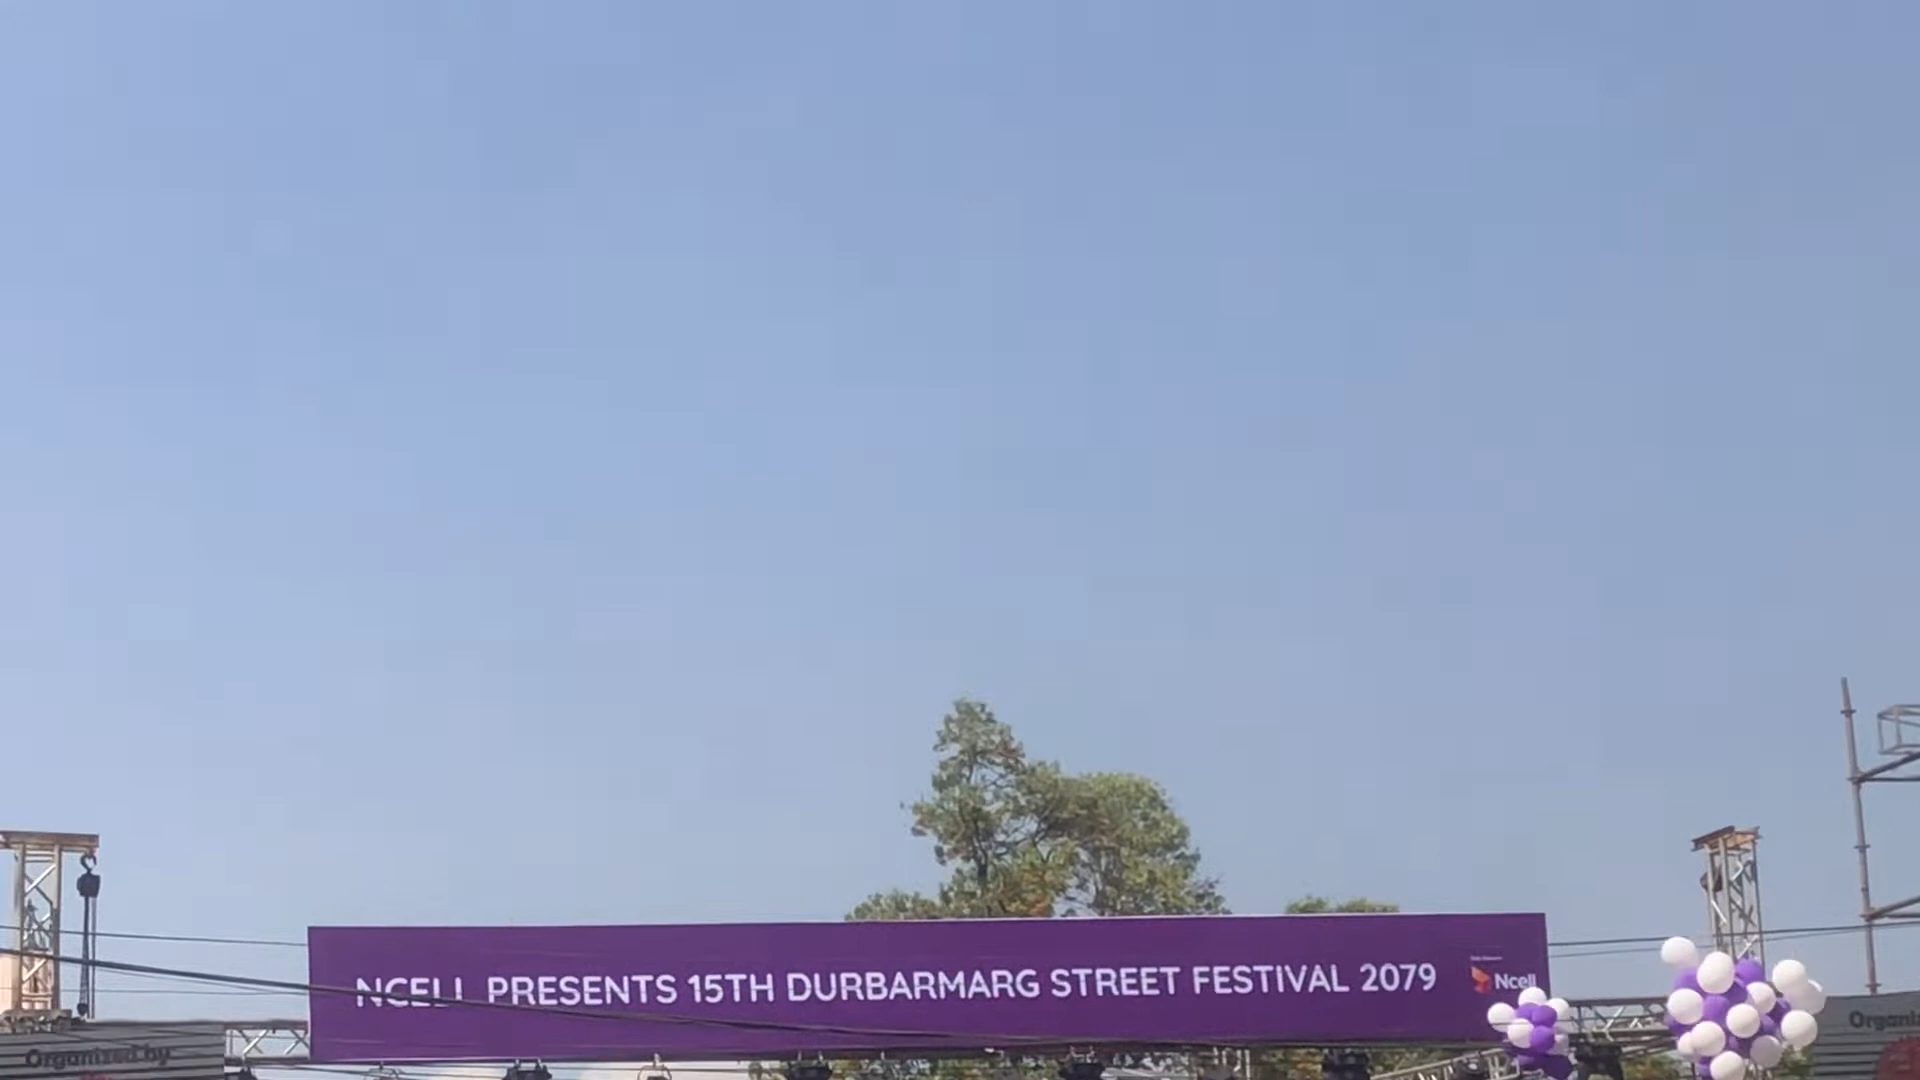 NCELL PRESENTS 15TH DURBARMARG STREET FESTIVAL 2079
Ncell
Organized by